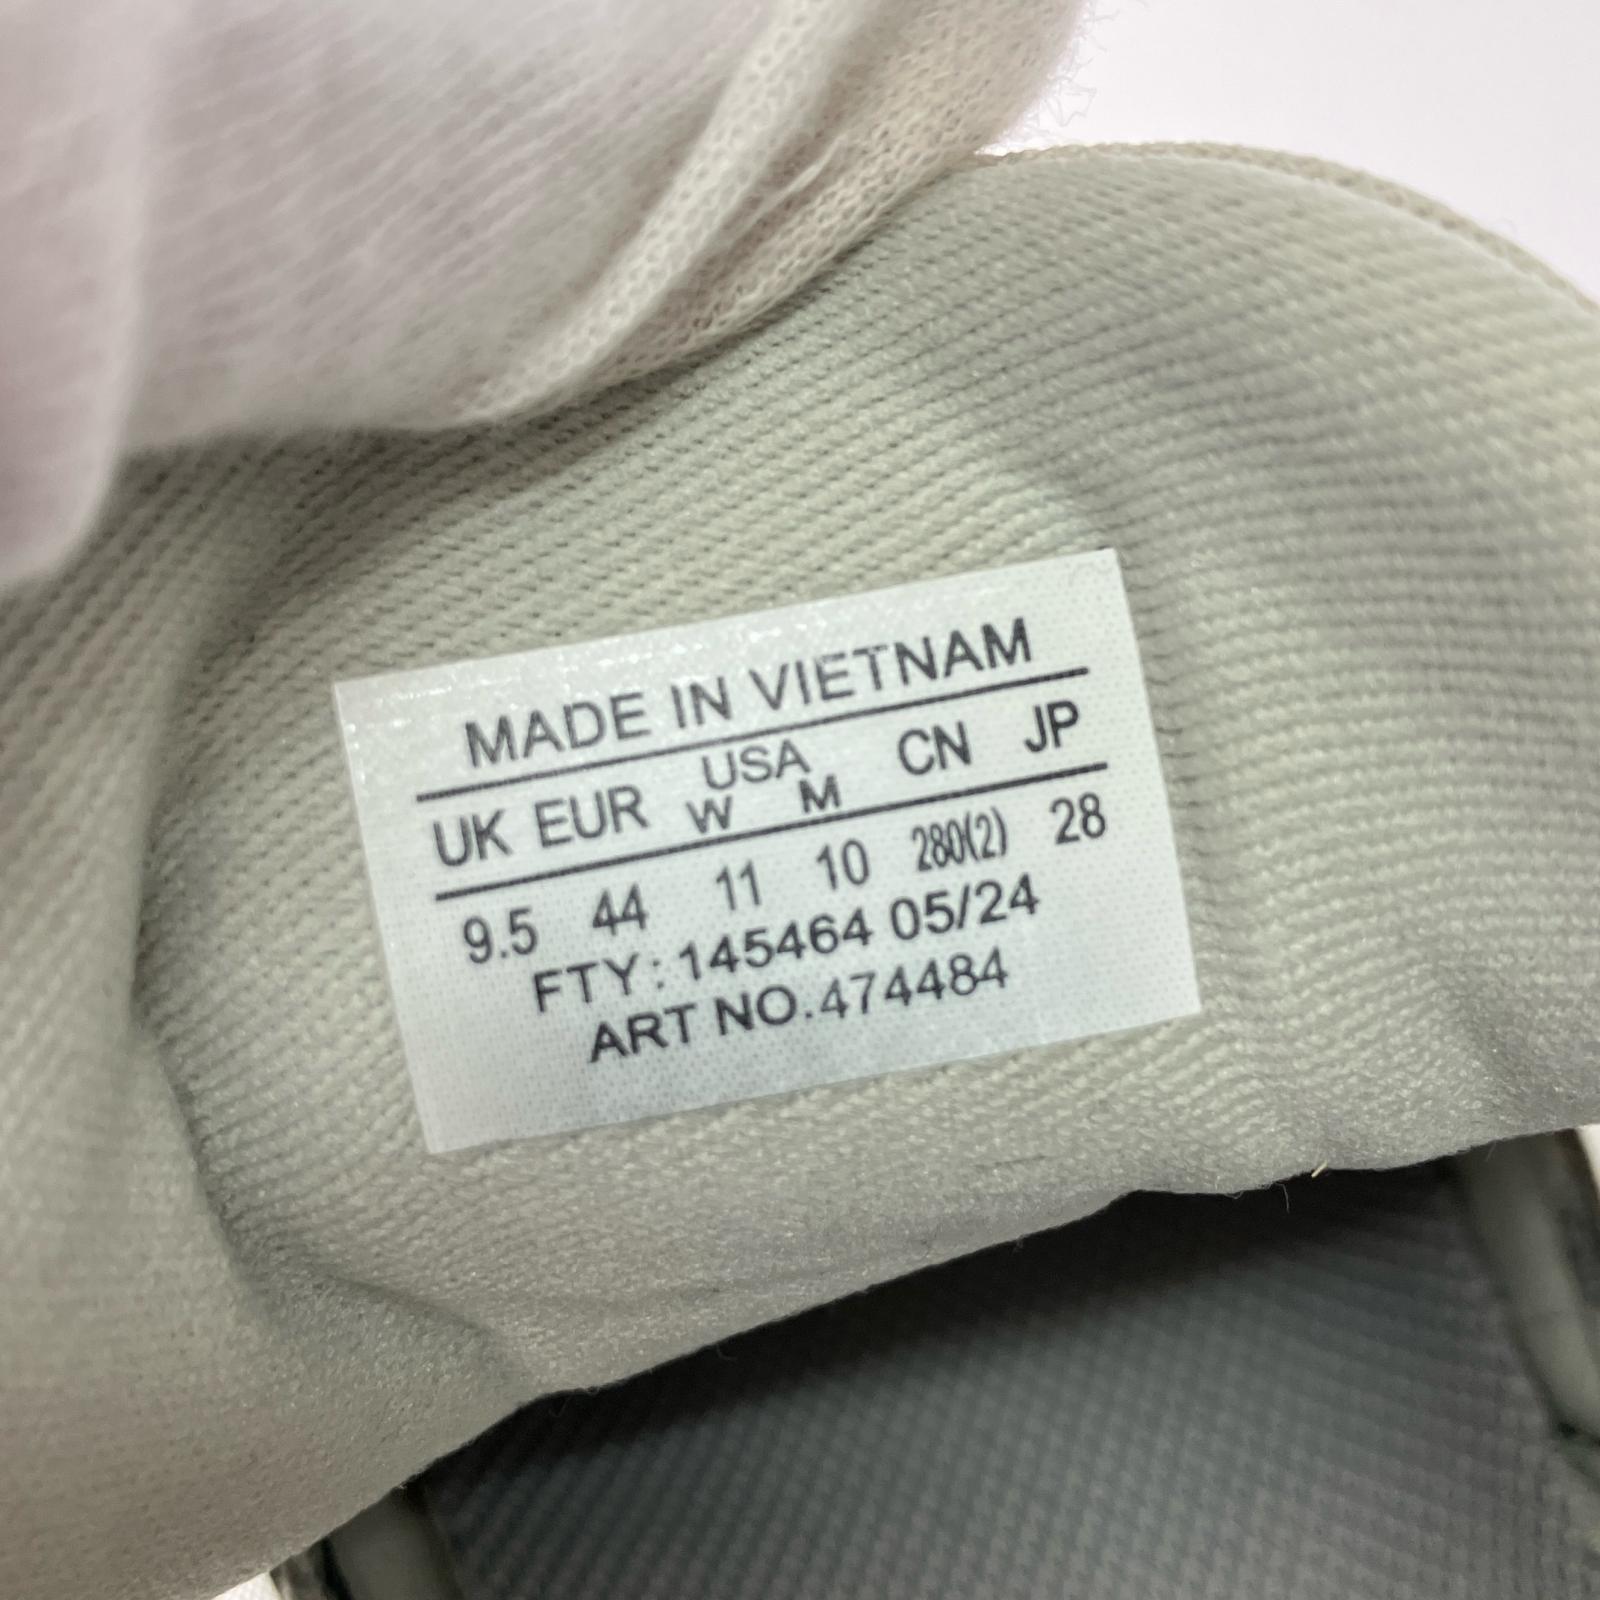 MADE IN VIETNAM
UK EUR USA CN JP
W M
9.5 44 11 10 280(2) 28
FTY: 145464 05/24
ART NO.474484